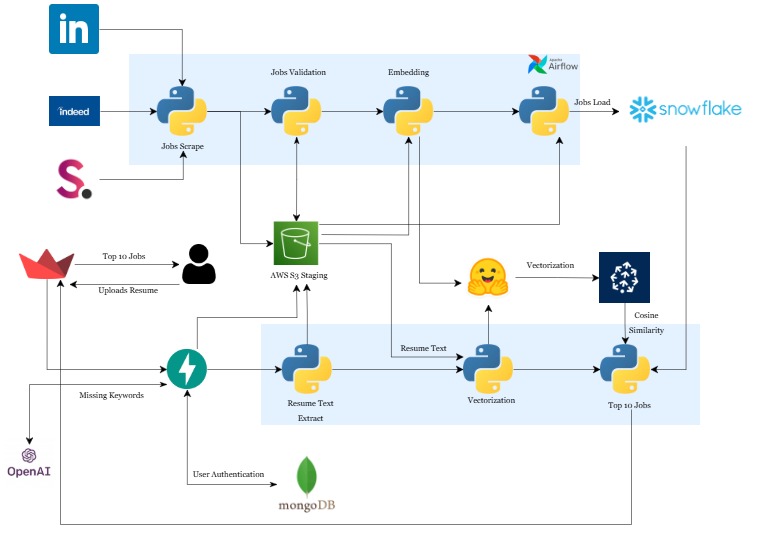 in
Jobs Validation
Embedding
Apache
Airflow
indeed
Jobs Load
snowflake
Jobs Scrape
S.
Top 10 Jobs
Uploads Resume
AWS S3 Staging
Vectorization
Cosine
Similarity
Resume Text
Missing Keywords
Resume Text
Extract
Vectorization
Top 10 Jobs
OpenAI
User Authentication
mongoDB